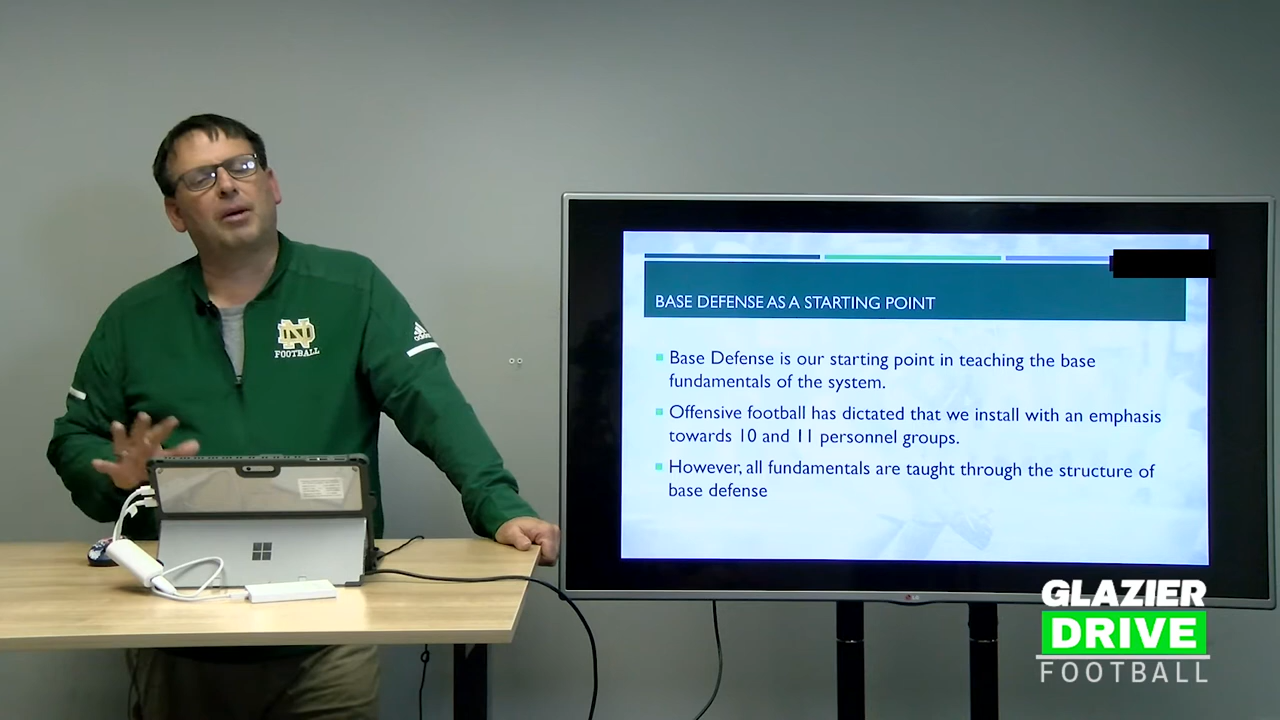 ND
FOOTBALL
adidas
BASE DEFENSE AS A STARTING POINT
Base Defense is our starting point in teaching the base
fundamentals of the system.
Offensive football has dictated that we install with an emphasis
towards 10 and 11 personnel groups.
However, all fundamentals are taught through the structure of
base defense
LG
GLAZIER
DRIVE
FOOTBALL